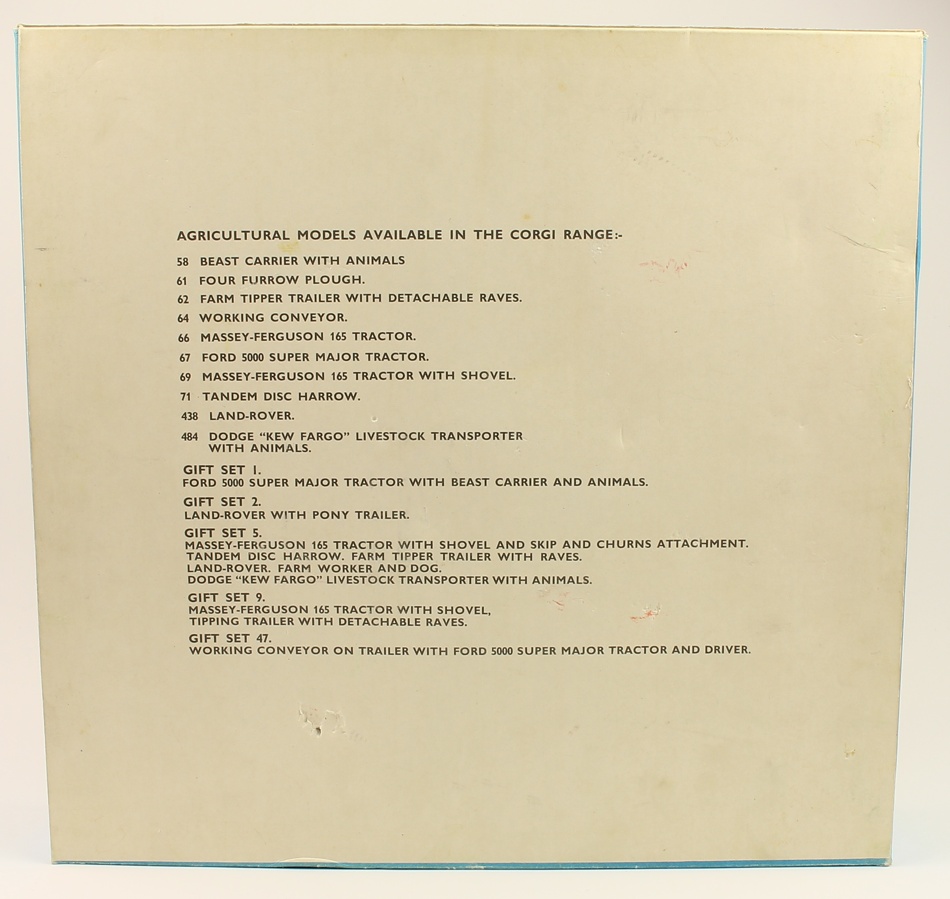 AGRICULTURAL MODELS AVAILABLE IN THE CORGI RANGE:-
58 BEAST CARRIER WITH ANIMALS
61 FOUR FURROW PLOUGH.
62 FARM TIPPER TRAILER WITH DETACHABLE RAVES.
64 WORKING CONVEYOR.
66 MASSEY-FERGUSON 165 TRACTOR.
67 FORD 5000 SUPER MAJOR TRACTOR.
69 MASSEY-FERGUSON 165 TRACTOR WITH SHOVEL.
71 TANDEM DISC HARROW.
438 LAND-ROVER.
484 DODGE “KEW FARGO” LIVESTOCK TRANSPORTER
WITH ANIMALS.
GIFT SET 1.
FORD 5000 SUPER MAJOR TRACTOR WITH BEAST CARRIER AND ANIMALS.
GIFT SET 2.
LAND-ROVER WITH PONY TRAILER.
GIFT SET 5.
MASSEY-FERGUSON 165 TRACTOR WITH SHOVEL AND SKIP AND CHURNS ATTACHMENT.
TANDEM DISC HARROW. FARM TIPPER TRAILER WITH RAVES.
LAND-ROVER. FARM WORKER AND DOG.
DODGE “KEW FARGO” LIVESTOCK TRANSPORTER WITH ANIMALS.
GIFT SET 9.
MASSEY-FERGUSON 165 TRACTOR WITH SHOVEL,
TIPPING TRAILER WITH DETACHABLE RAVES.
GIFT SET 47.
WORKING CONVEYOR ON TRAILER WITH FORD 5000 SUPER MAJOR TRACTOR AND DRIVER.